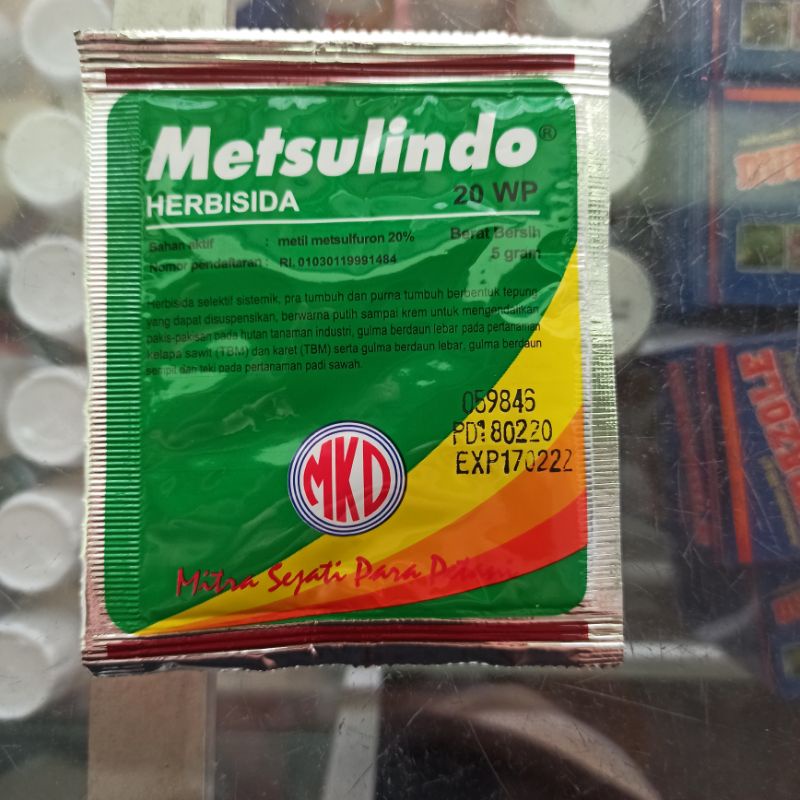 Metsulindo®
HERBISIDA 20 WP
Bahan aktif : metil metsulfuron 20% Berat Bersih
Nomor pendaftaran : RI. 01030119991484 5 gram
Herbisida selektif sistemik, pra tumbuh dan purna tumbuh berbentuk tepung
yang dapat disuspensikan, berwarna putih sampai krem untuk mengendalikan
pakis-pakisan pada hutan tanaman industri, gulma berdaun lebar pada pertanaman
kelapa sawit (TBM) dan karet (TBM) serta gulma berdaun lebar, gulma berdaun
sempit dan teki pada pertanaman padi sawah.
059846
PD180220
EXP170222
MKD
Mitra Sejati Para Petani